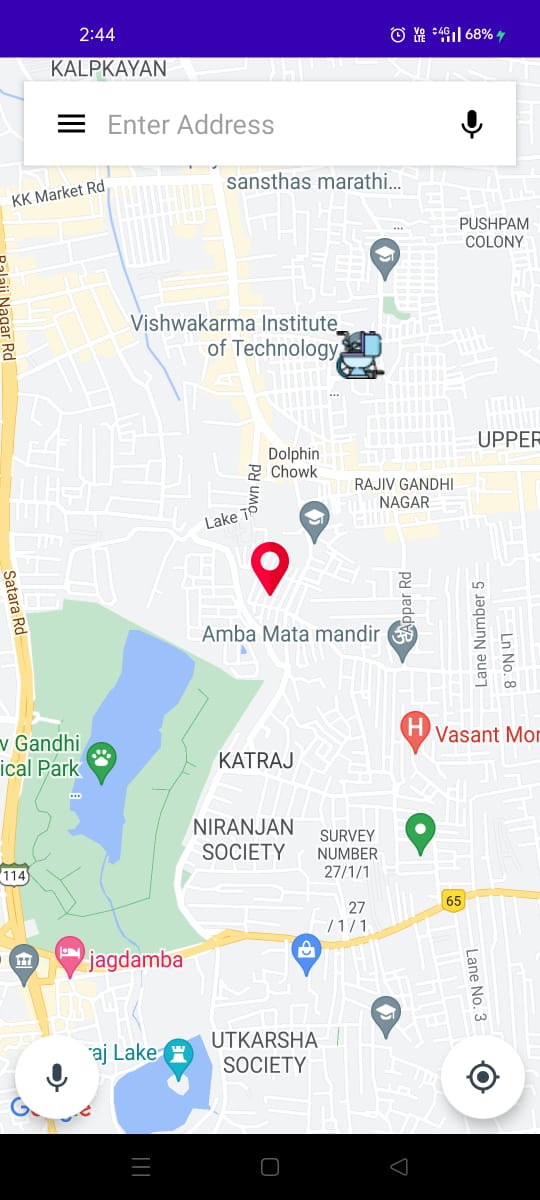 2:44
Vo
LTE
4G
68%
KALPKAYAN
Enter Address
sansthas marathi...
KK Market Rd
PUSHPAM
COLONY
...
Balaji Nagar Rd
Vishwakarma Institute
of Technology
...
UPPER
Dolphin
Chowk
RAJIV GANDHI
NAGAR
Lake Town Rd
Satara Rd
Appar Rd
Lane Number 5
Ln No. 8
Amba Mata mandir
H
Vasant Mor
v Gandhi
ical Park
...
KATRAJ
NIRANJAN
SOCIETY
SURVEY
NUMBER
27/1/1
114
65
27
/ 1 / 1
jagdamba
Lane No. 3
UTKARSHA
SOCIETY
raj Lake
Google